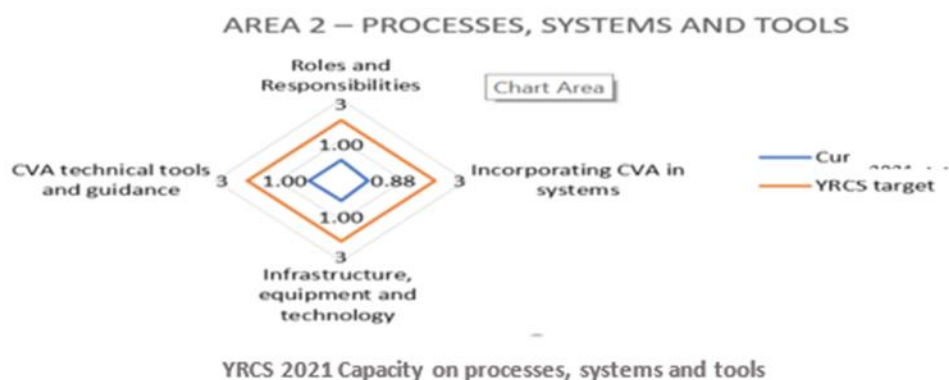 AREA 2 – PROCESSES, SYSTEMS AND TOOLS
Roles and
Responsibilities
Chart Area
3
1.00
CVA technical tools
and guidance
3
1.00
0.88
3
Incorporating CVA in
systems
Cur
YRCS target
1.00
3
Infrastructure,
equipment and
technology
YRCS 2021 Capacity on processes, systems and tools